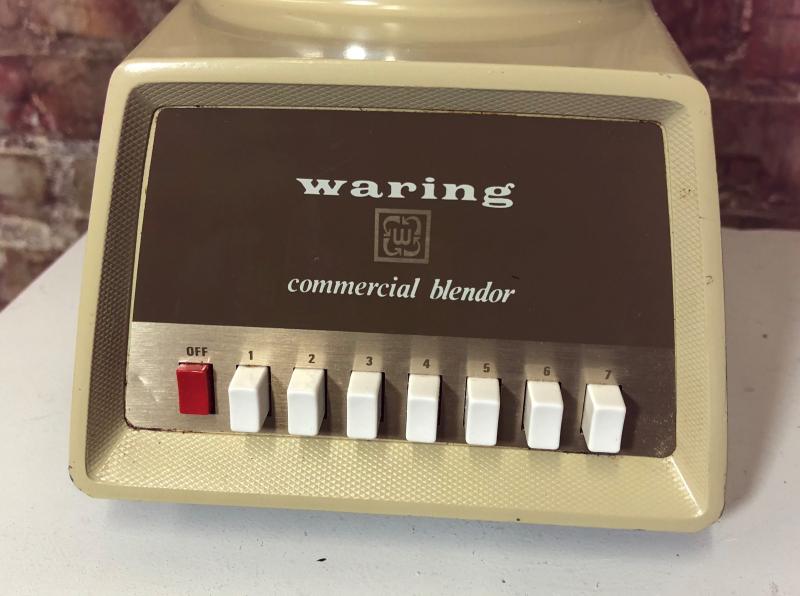 waring
W
commercial blendor
OFF 1 2 3 4 5 6 7